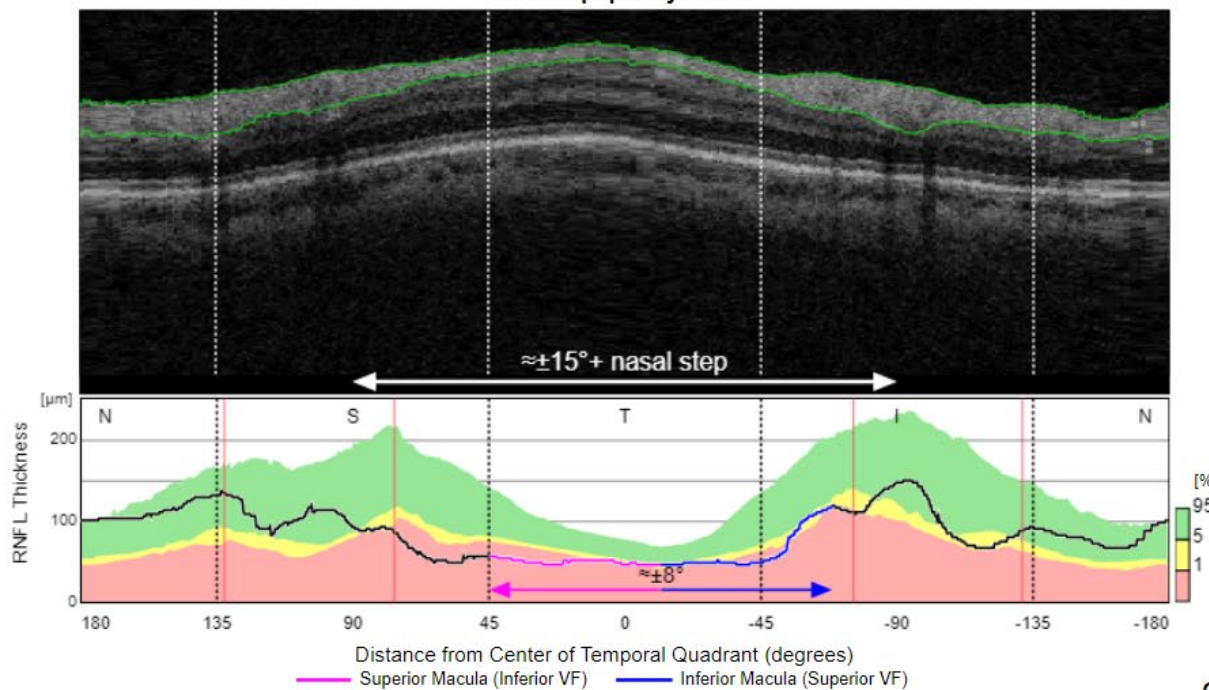 ≈±15°+ nasal step
[µm]
N S T I N
200
100
0
RNFL Thickness
≈±8°
[%
95
5
1
180 135 90 45 0 -45 -90 -135 -180
Distance from Center of Temporal Quadrant (degrees)
Superior Macula (Inferior VF) Inferior Macula (Superior VF)